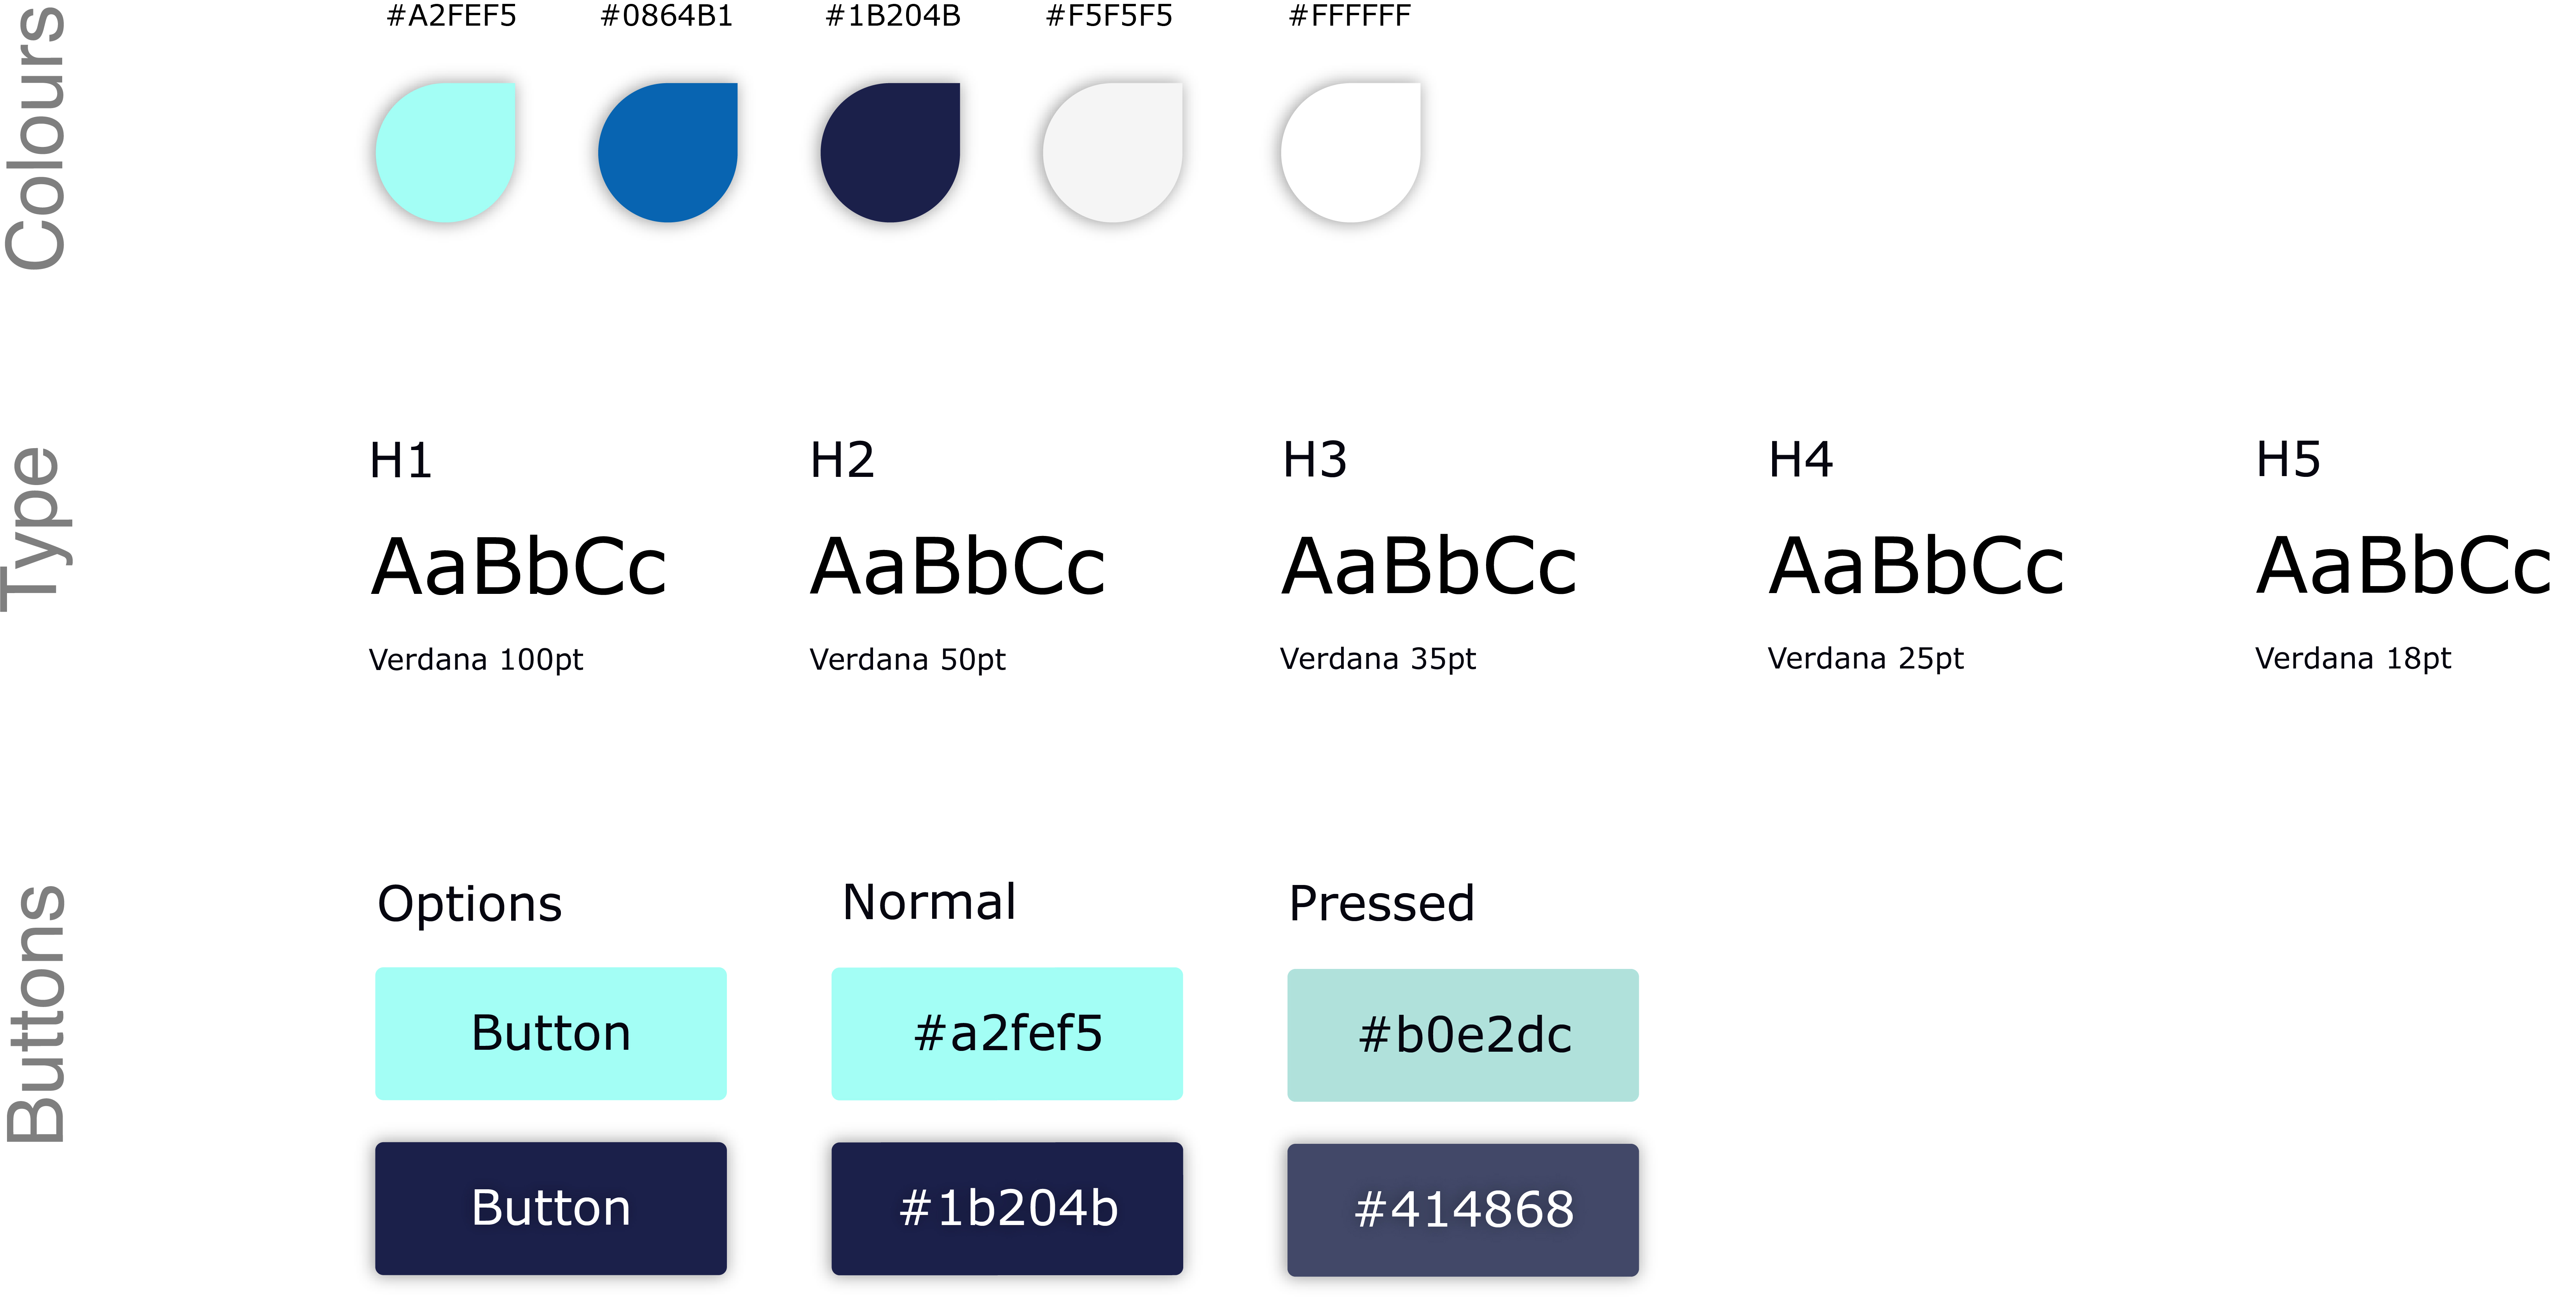 Colours
#A2FEF5 #0864B1 #1B204B #F5F5F5 #FFFFFF
Type
H1 H2 H3 H4 H5
AaBbCc AaBbCc AaBbCc AaBbCc AaBbCc
Verdana 100pt Verdana 50pt Verdana 35pt Verdana 25pt Verdana 18pt
Buttons
Options Normal Pressed
Button #a2fef5 #b0e2dc
Button #1b204b #414868